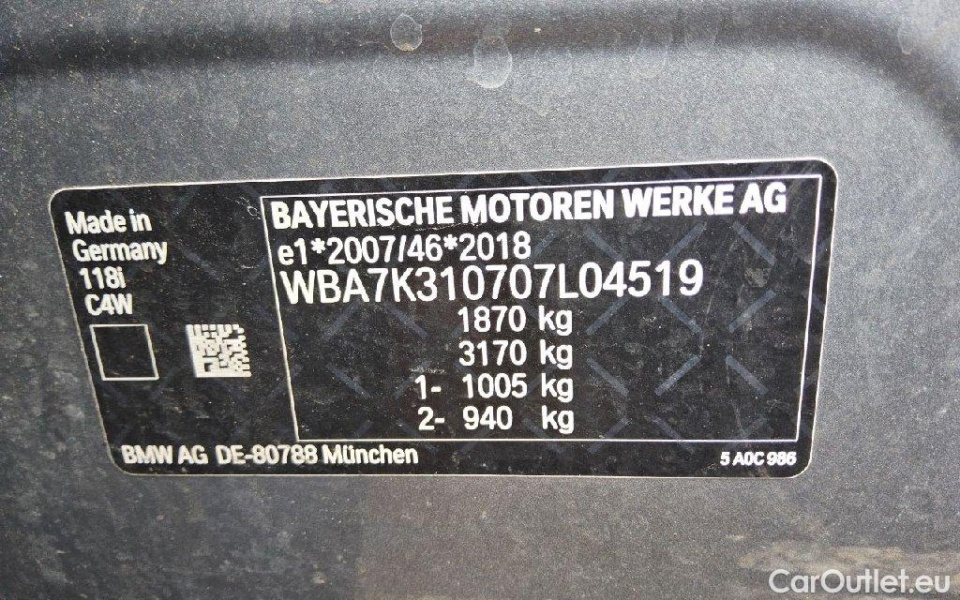 Made in
Germany
118i
C4W
BAYERISCHE MOTOREN WERKE AG
e1*2007/46*2018
WBA7K310707L04519
1870 kg
3170 kg
1- 1005 kg
2- 940 kg
BMW AG DE-80788 München
5 A0C 986
CarOutlet.eu